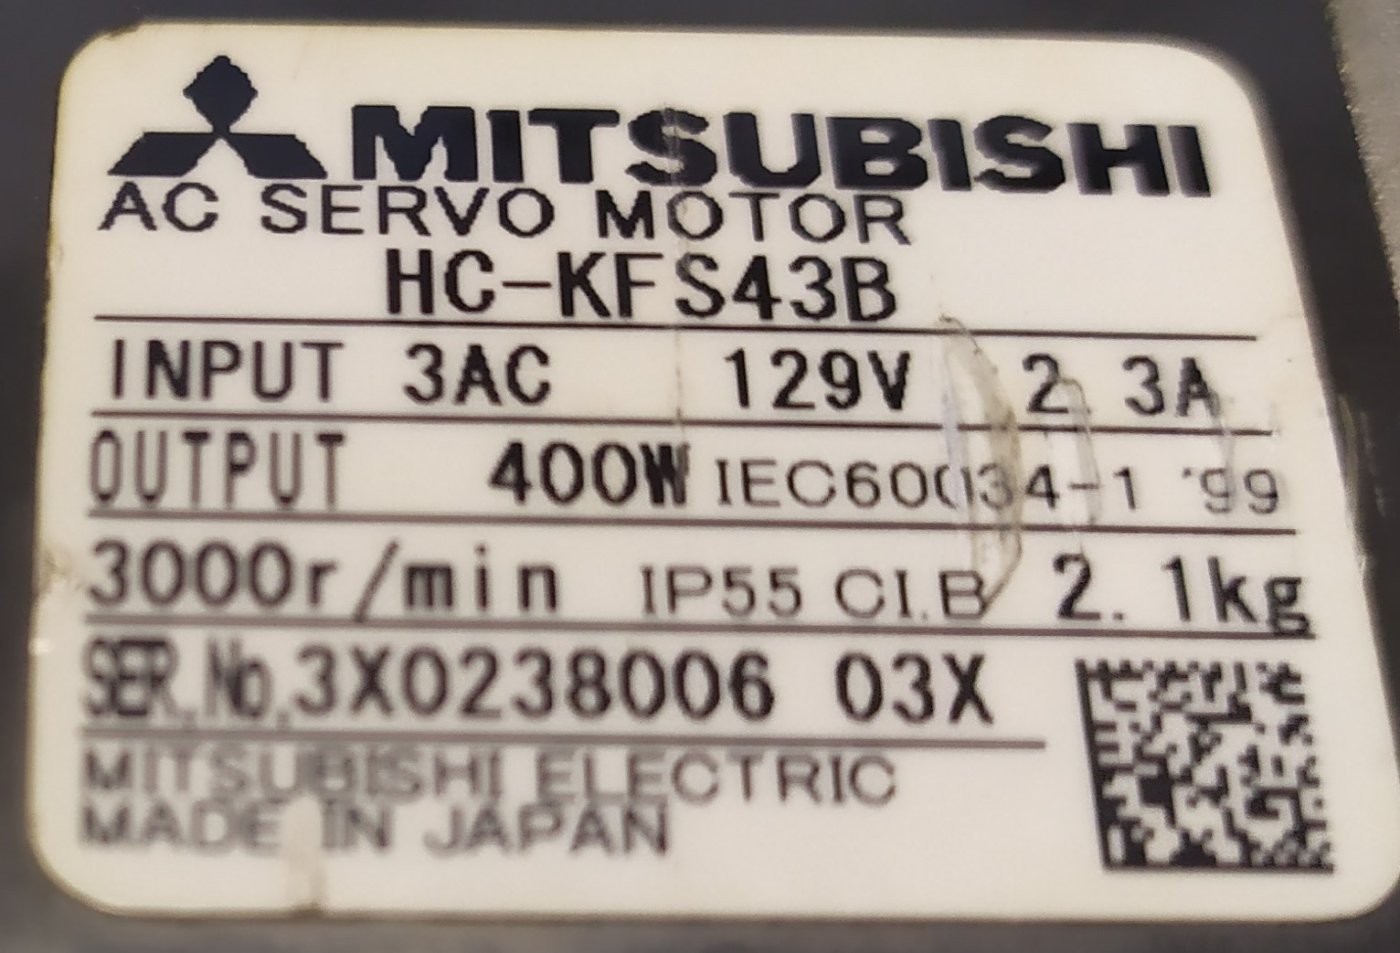 MITSUBISHI
AC SERVO MOTOR
HC-KFS43B
INPUT 3AC 129V 2.3A
OUTPUT 400W IEC60034-1 '99
3000r/min IP55 CI.B 2.1kg
SER.No.3X0238006 03X
MITSUBISHI ELECTRIC
MADE IN JAPAN